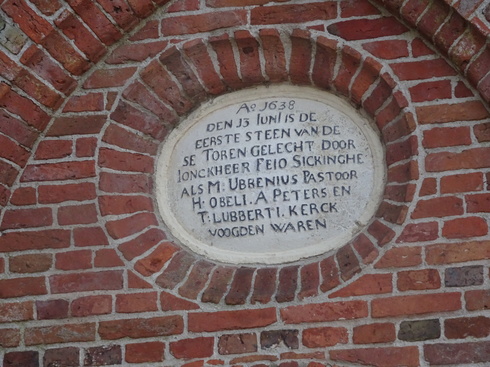 Ao 1638
DEN 13 IUNI IS DE
EERSTE STEEN VAN DE
SE TOREN GELECHT DOOR
IONCKHEER FEIO SICKINGHE
ALS M. UBBENIUS PASTOOR
H OBELI. A PETERS EN
T. LUBBERTI. KERCK
VOOGDEN WAREN